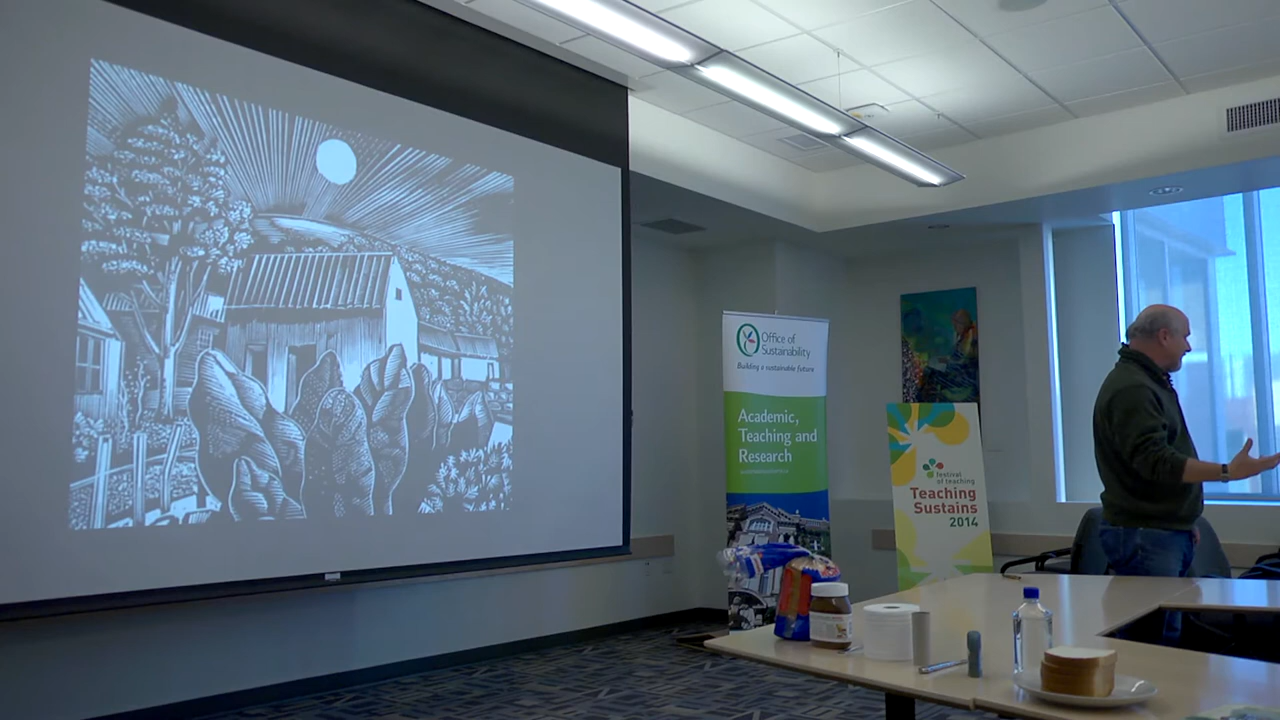 Office of
Sustainability
Building a sustainable future
Academic,
Teaching and
Research
festival
of teaching
Teaching
Sustains
2014